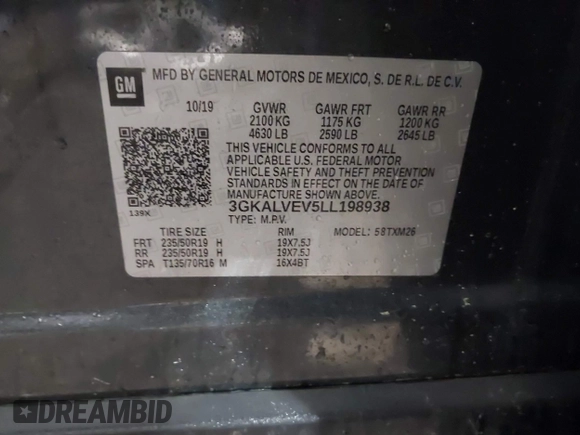 GM
MFD BY GENERAL MOTORS DE MEXICO, S. DE R.L. DE C.V.
10/19 GVWR GAWR FRT GAWR RR
2100 KG 1175 KG 1200 KG
4630 LB 2590 LB 2645 LB
THIS VEHICLE CONFORMS TO ALL
APPLICABLE U.S. FEDERAL MOTOR
VEHICLE SAFETY AND THEFT PREVENTION
STANDARDS IN EFFECT ON THE DATE OF
MANUFACTURE SHOWN ABOVE.
139X 3GKALVEV5LL198938
TYPE: M.P.V.
TIRE SIZE RIM MODEL: 58TXM26
FRT 235/50R19 H 19X7.5J
RR 235/50R19 H 19X7.5J
SPA T135/70R16 M 16X4BT
DREAMBID